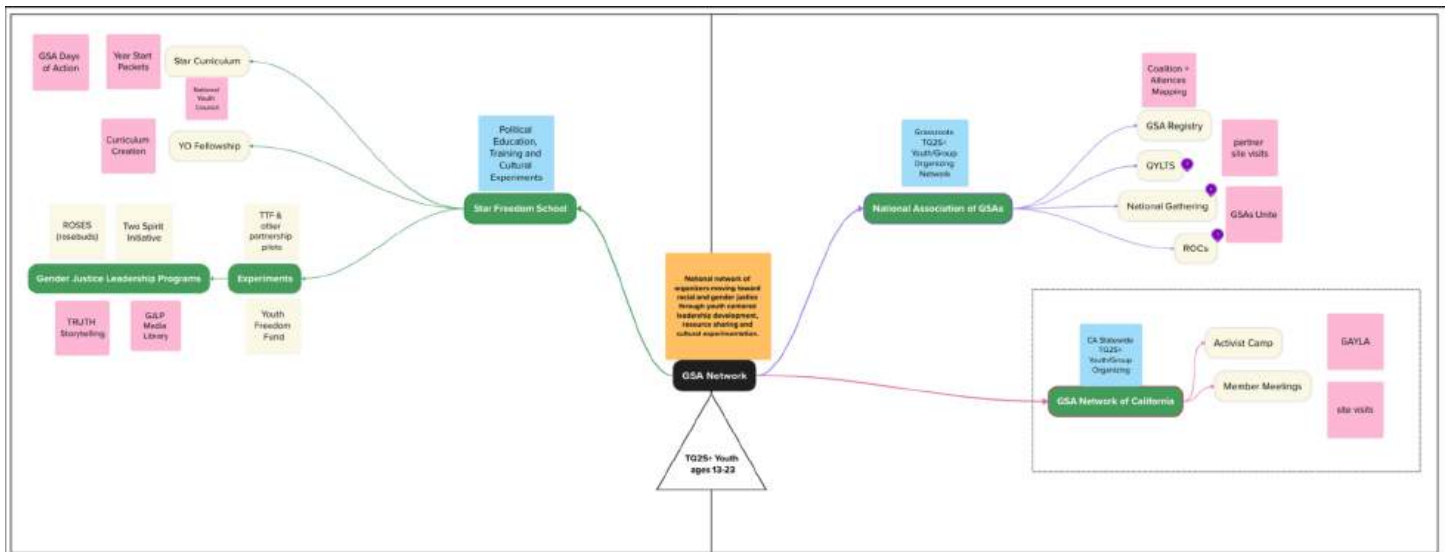 GSA Days
of Action
Year Start
Packets
Star Curriculum
National
Youth
Council
Curriculum
Creation
YO Fellowship
Political
Education,
Training and
Cultural
Experiments
Star Freedom School
ROSES
(rosebuds)
Two Spirit
Initiative
TTF &
other
partnership
pilots
Gender Justice Leadership Programs
Experiments
TRUTH
Storytelling
GJLP
Media
Library
Youth
Freedom
Fund
National network of
organizers moving toward
racial and gender justice
through youth centered
leadership development,
resource sharing and
cultural experimentation.
GSA Network
TG2S+ Youth
ages 13-23
Grassroots
TG2S+
Youth/Group
Organizing
Network
National Association of GSAs
Coalition +
Alliances
Mapping
GSA Registry
QYLTS
National Gathering
ROCs
partner
site visits
GSAs Unite
CA Statewide
TG2S+
Youth/Group
Organizing
GSA Network of California
Activist Camp
Member Meetings
GAYLA
site visits